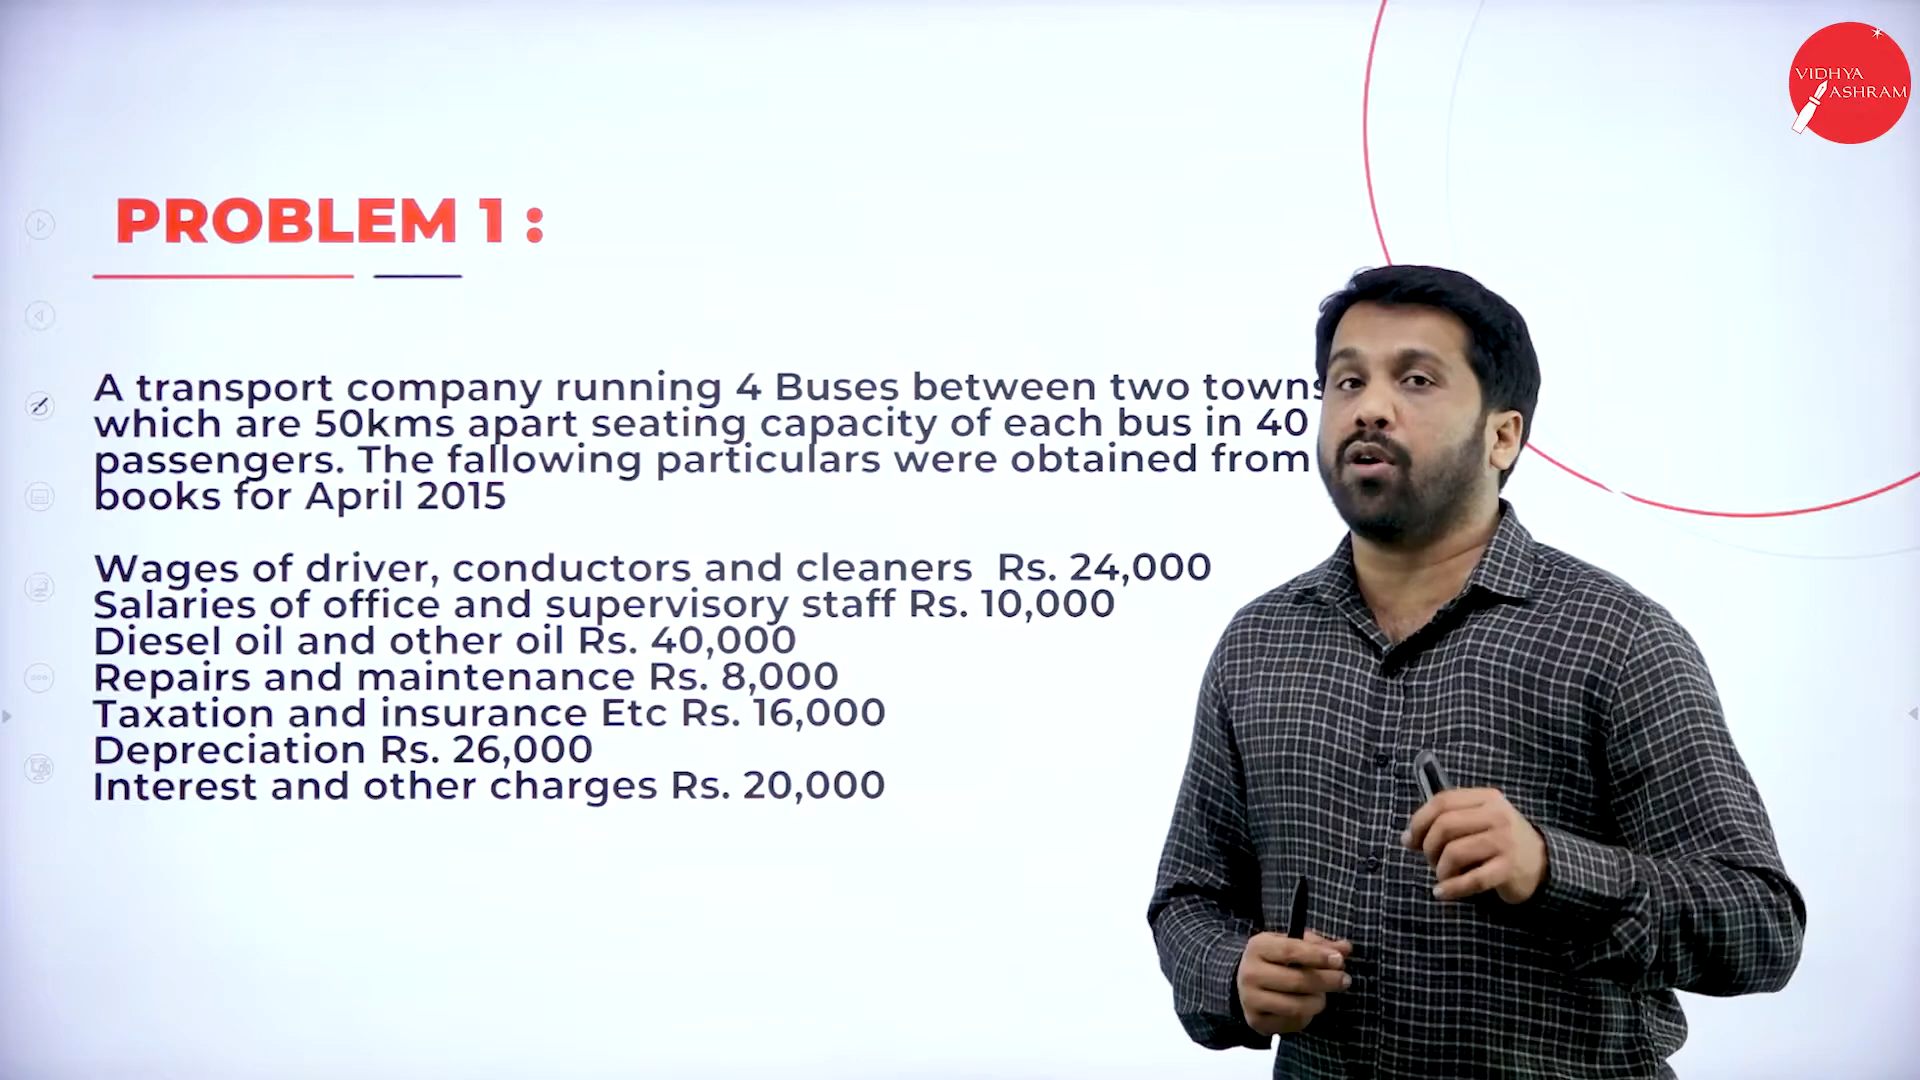 VIDHYA
ASHRAM
PROBLEM 1 :
A transport company running 4 Buses between two towns
which are 50kms apart seating capacity of each bus in 40
passengers. The fallowing particulars were obtained from
books for April 2015
Wages of driver, conductors and cleaners Rs. 24,000
Salaries of office and supervisory staff Rs. 10,000
Diesel oil and other oil Rs. 40,000
Repairs and maintenance Rs. 8,000
Taxation and insurance Etc Rs. 16,000
Depreciation Rs. 26,000
Interest and other charges Rs. 20,000